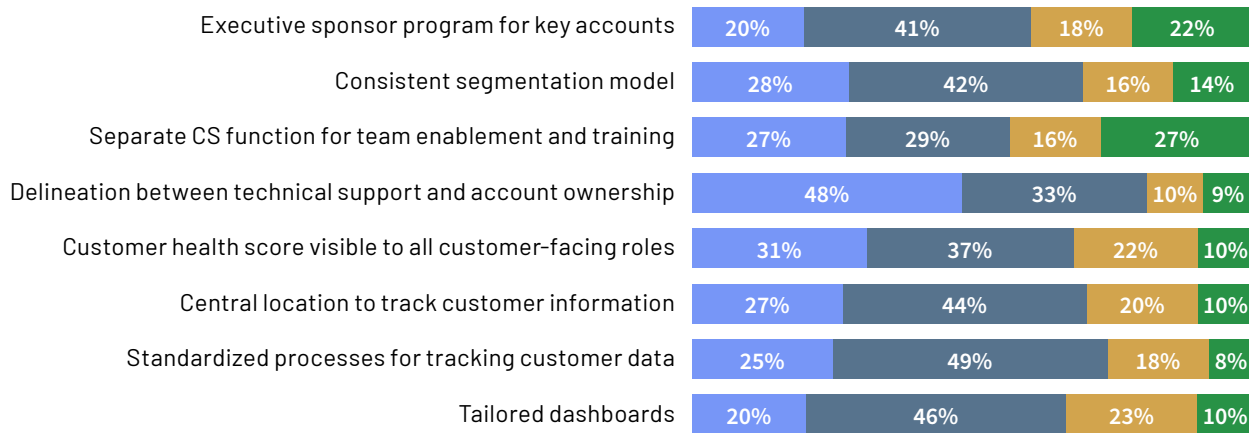 Executive sponsor program for key accounts 20% 41% 18% 22%
Consistent segmentation model 28% 42% 16% 14%
Separate CS function for team enablement and training 27% 29% 16% 27%
Delineation between technical support and account ownership 48% 33% 10% 9%
Customer health score visible to all customer-facing roles 31% 37% 22% 10%
Central location to track customer information 27% 44% 20% 10%
Standardized processes for tracking customer data 25% 49% 18% 8%
Tailored dashboards 20% 46% 23% 10%